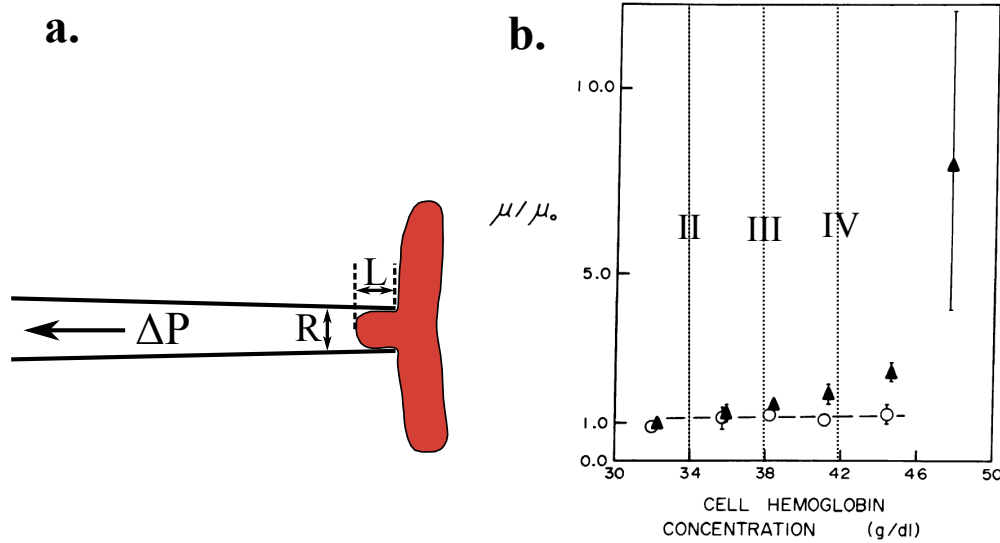 a.
L
R
ΔP
b.
10.0
μ/μ₀
II III IV
5.0
1.0
0.0
30 34 38 42 46 50
CELL HEMOGLOBIN
CONCENTRATION (g/dl)